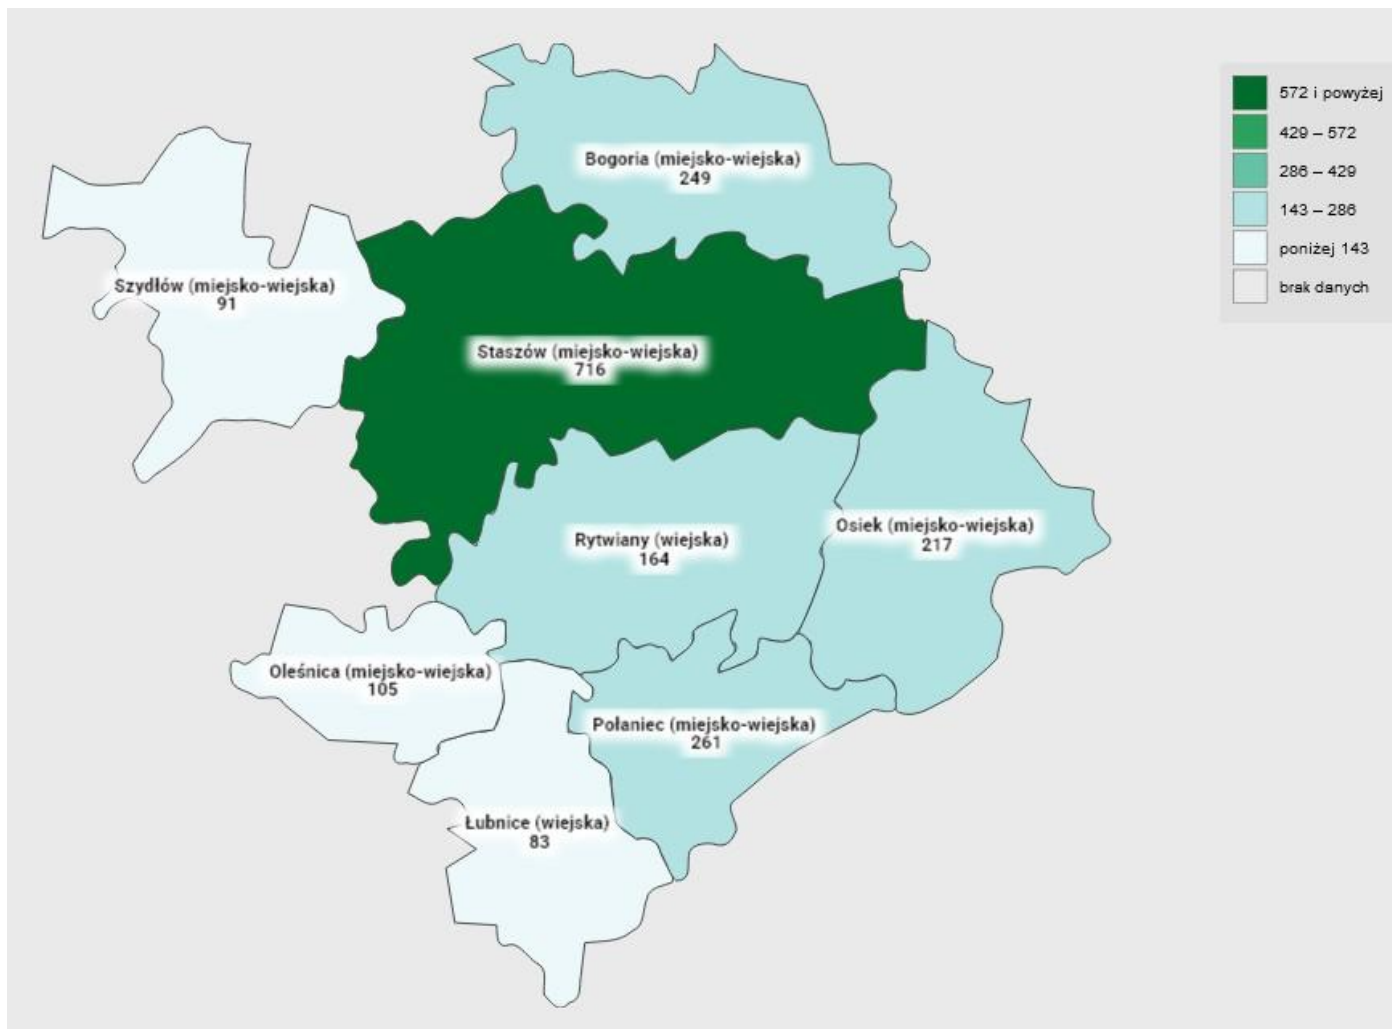 572 i powyżej
429 – 572
286 – 429
143 – 286
poniżej 143
brak danych
Bogoria (miejsko-wiejska)
249
Szydłów (miejsko-wiejska)
91
Staszów (miejsko-wiejska)
716
Osiek (miejsko-wiejska)
217
Rytwiany (wiejska)
164
Oleśnica (miejsko-wiejska)
105
Połaniec (miejsko-wiejska)
261
Łubnice (wiejska)
83